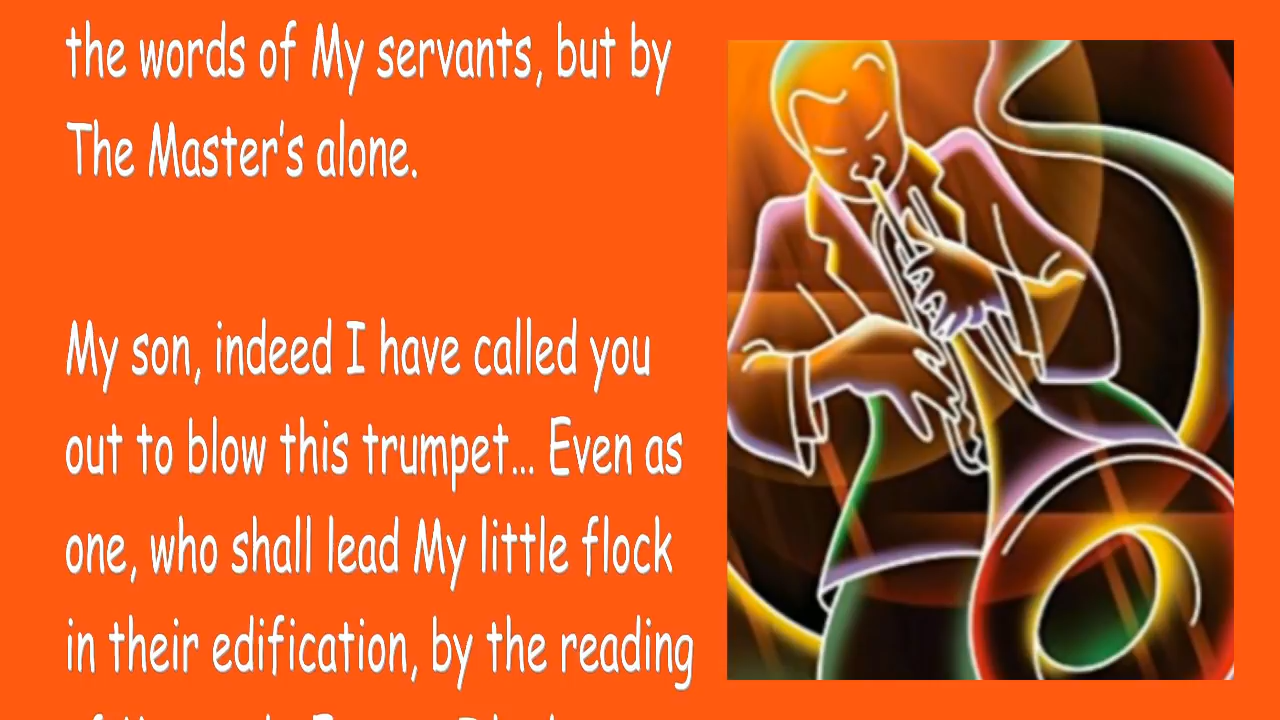 the words of My servants, but by
The Master's alone.
My son, indeed I have called you
out to blow this trumpet... Even as
one, who shall lead My little flock
in their edification, by the reading